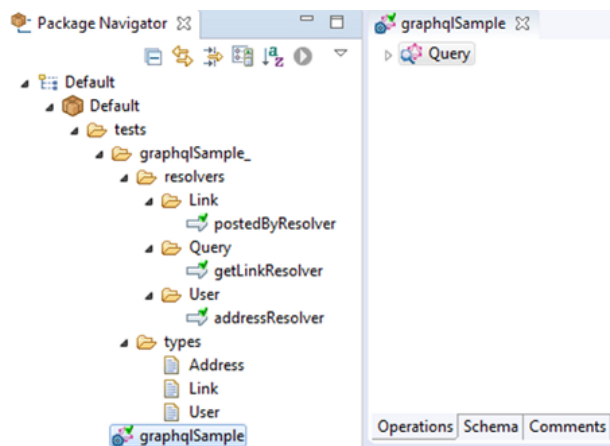 Package Navigator
Default
Default
tests
graphqlSample_
resolvers
Link
postedByResolver
Query
getLinkResolver
User
addressResolver
types
Address
Link
User
graphqlSample
graphqlSample
Query
Operations Schema Comments